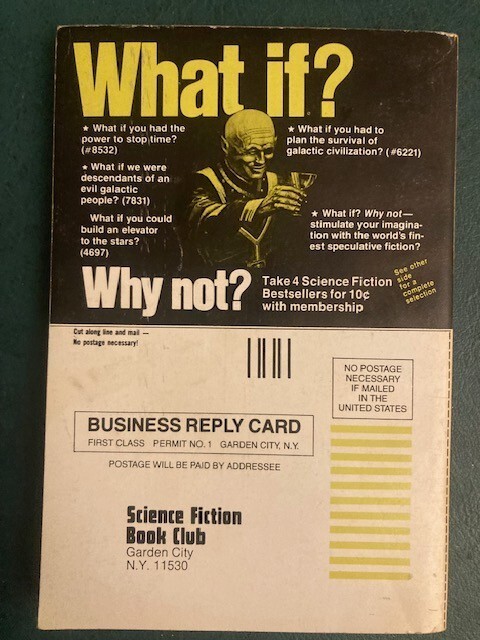 What if?
★ What if you had the
power to stop time?
(#8532)
★ What if we were
descendants of an
evil galactic
people? (7831)
What if you could
build an elevator
to the stars?
(4697)
★ What if you had to
plan the survival of
galactic civilization? (#6221)
★ What if? Why not—
stimulate your imagina-
tion with the world's fin-
est speculative fiction?
Why not?
Take 4 Science Fiction
Bestsellers for 10¢
with membership
See other
side
for a
complete
selection
Cut along line and mail —
No postage necessary!
NO POSTAGE
NECESSARY
IF MAILED
IN THE
UNITED STATES
BUSINESS REPLY CARD
FIRST CLASS PERMIT NO. 1 GARDEN CITY, N.Y.
POSTAGE WILL BE PAID BY ADDRESSEE
Science Fiction
Book Club
Garden City
N.Y. 11530